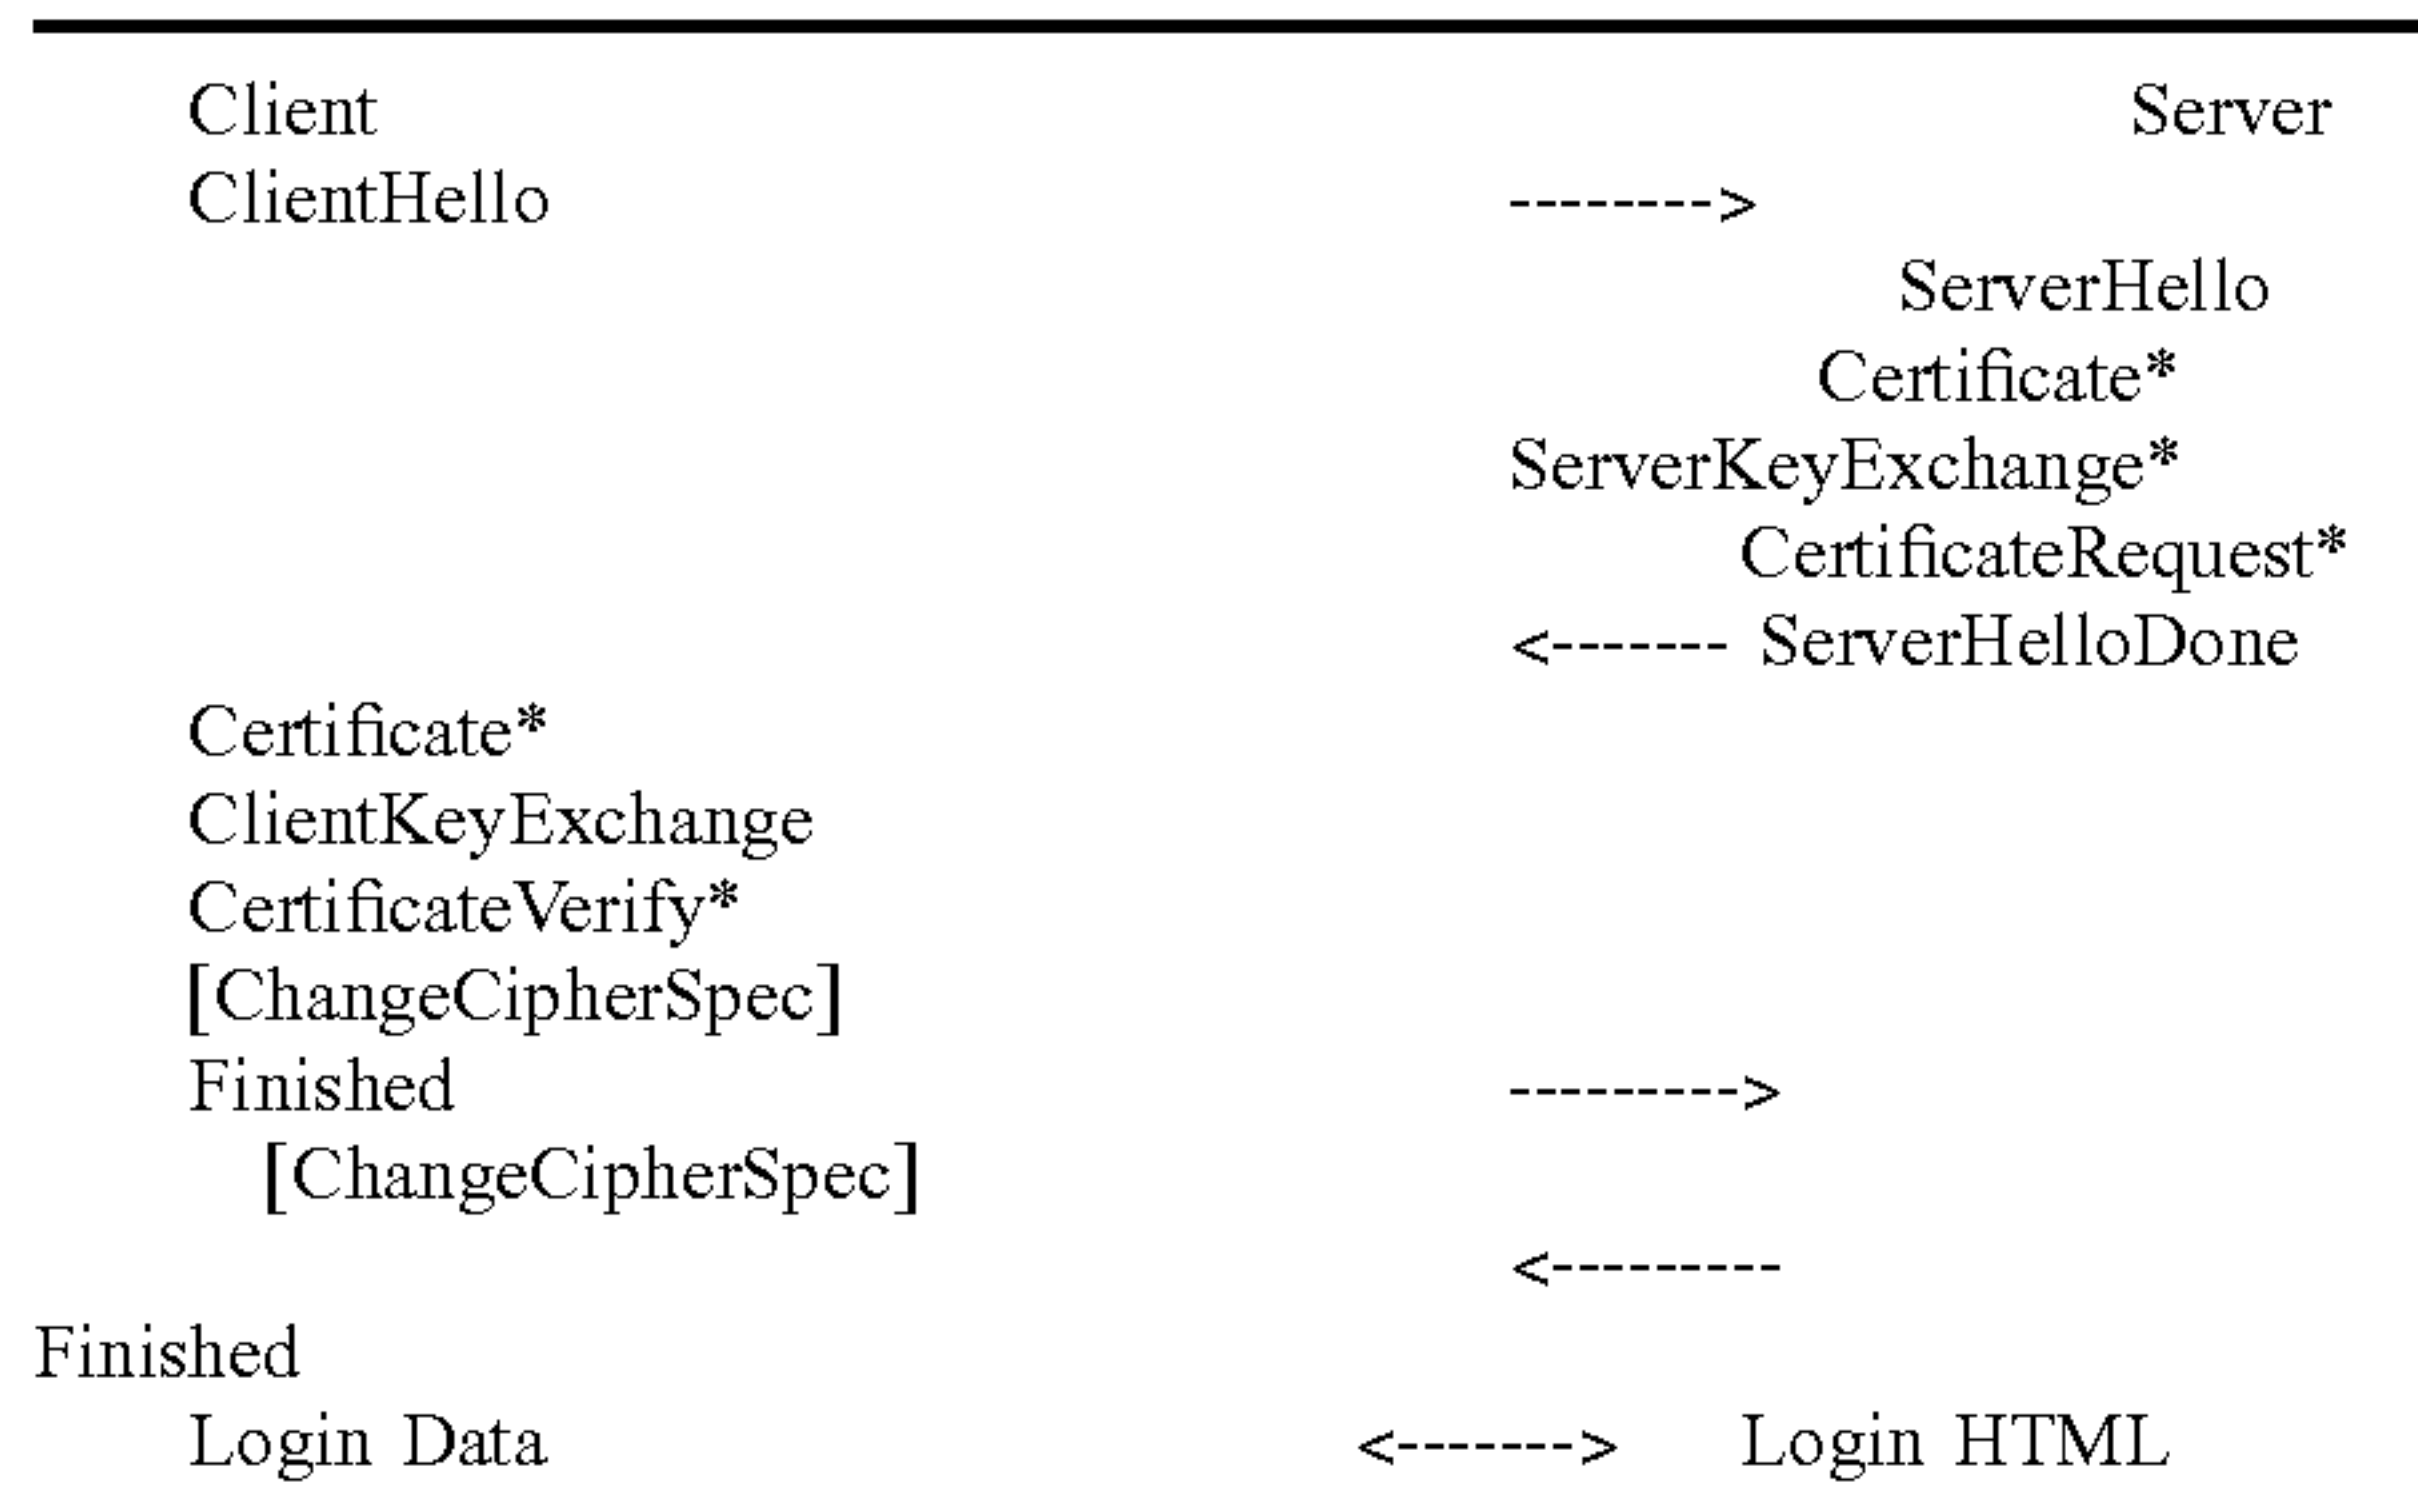 Client Server
ClientHello -------->
ServerHello
Certificate*
ServerKeyExchange*
CertificateRequest*
<------- ServerHelloDone
Certificate*
ClientKeyExchange
CertificateVerify*
[ChangeCipherSpec]
Finished --------->
[ChangeCipherSpec]
<---------
Finished
Login Data <-------> Login HTML